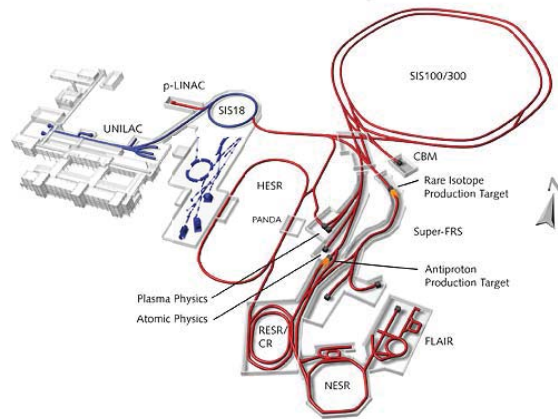 SIS100/300
p-LINAC
SIS18
UNILAC
CBM
HESR
Rare Isotope
Production Target
PANDA
Super-FRS
Antiproton
Production Target
Plasma Physics
Atomic Physics
RESR/
CR
FLAIR
NESR